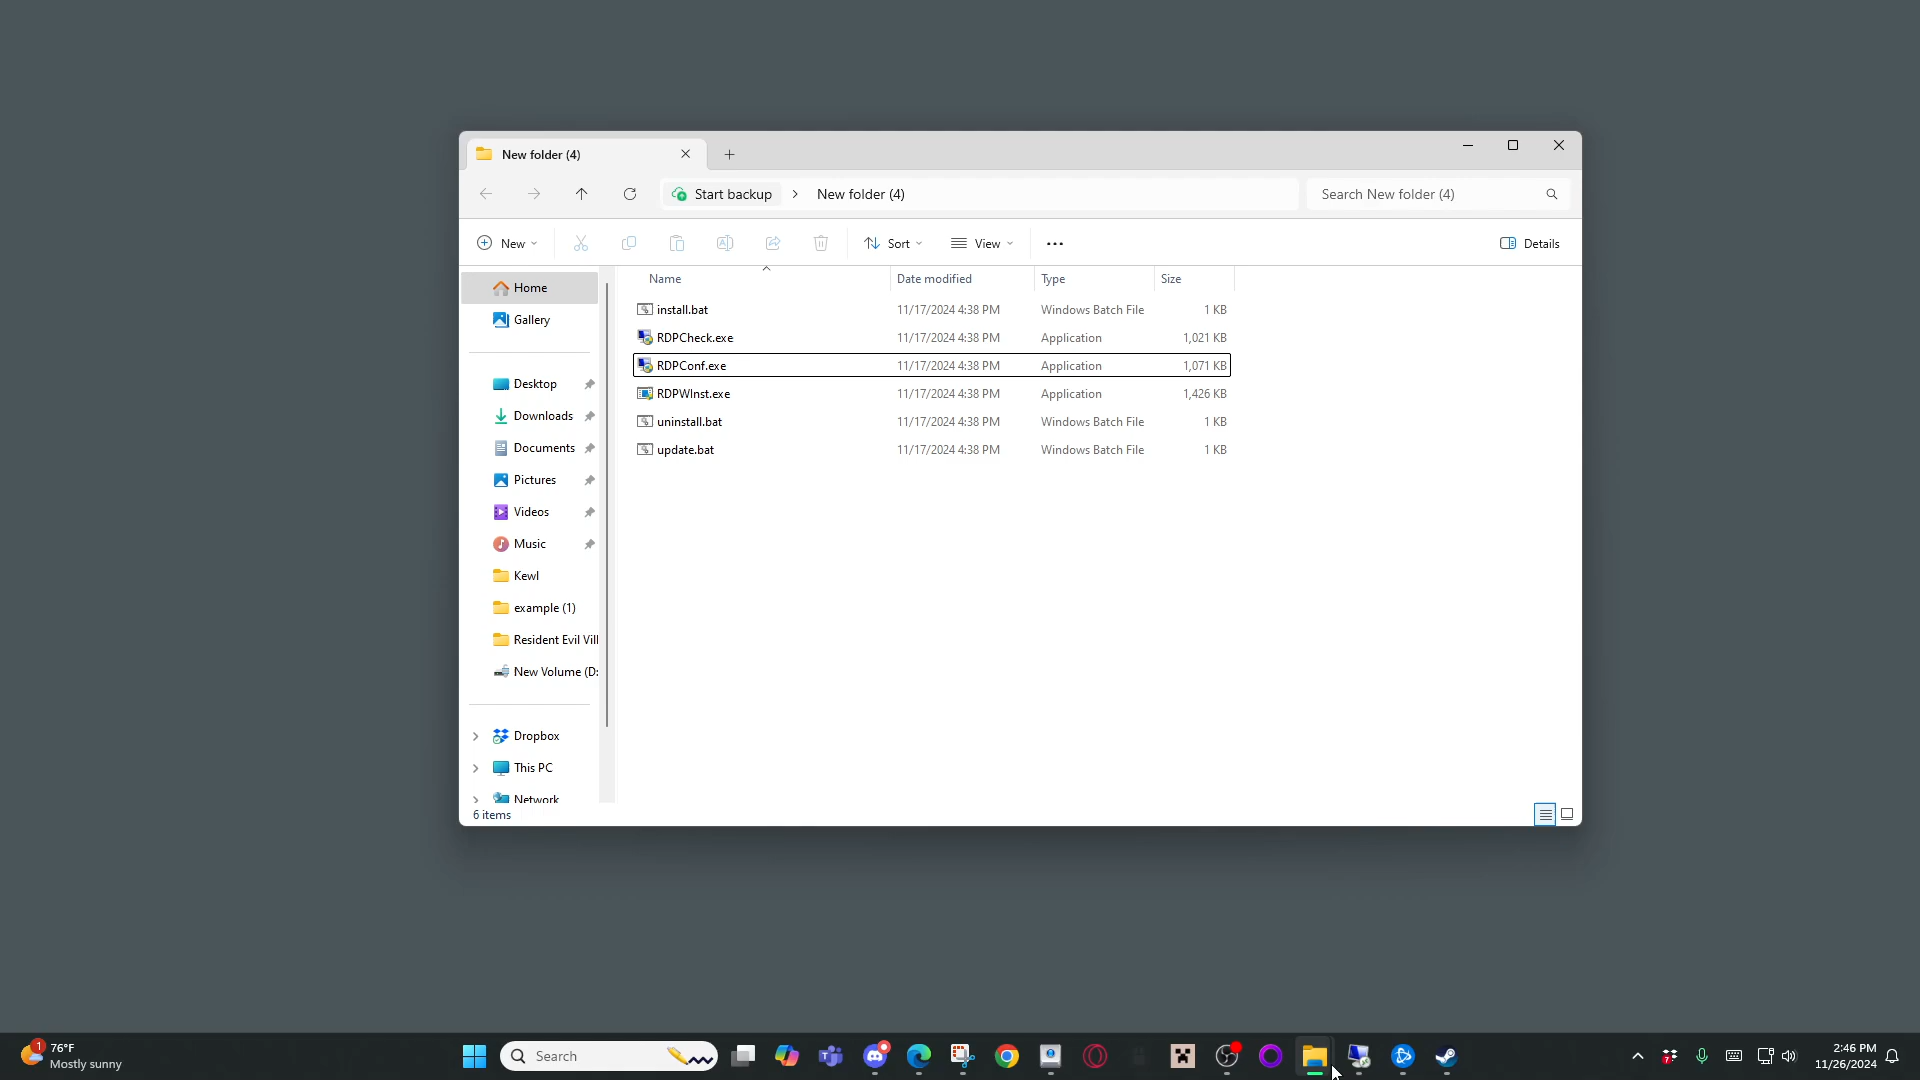 New folder (4)
Start backup > New folder (4)
Search New folder (4)
New
Sort
View
Details
Name Date modified Type Size
install.bat 11/17/2024 4:38 PM Windows Batch File 1 KB
RDPCheck.exe 11/17/2024 4:38 PM Application 1,021 KB
RDPConf.exe 11/17/2024 4:38 PM Application 1,071 KB
RDPWInst.exe 11/17/2024 4:38 PM Application 1,426 KB
uninstall.bat 11/17/2024 4:38 PM Windows Batch File 1 KB
update.bat 11/17/2024 4:38 PM Windows Batch File 1 KB
Home
Gallery
Desktop
Downloads
Documents
Pictures
Videos
Music
Kewl
example (1)
Resident Evil Vill
New Volume (D:
Dropbox
This PC
Network
6 items
1
76°F
Mostly sunny
Search
7
2:46 PM
11/26/2024